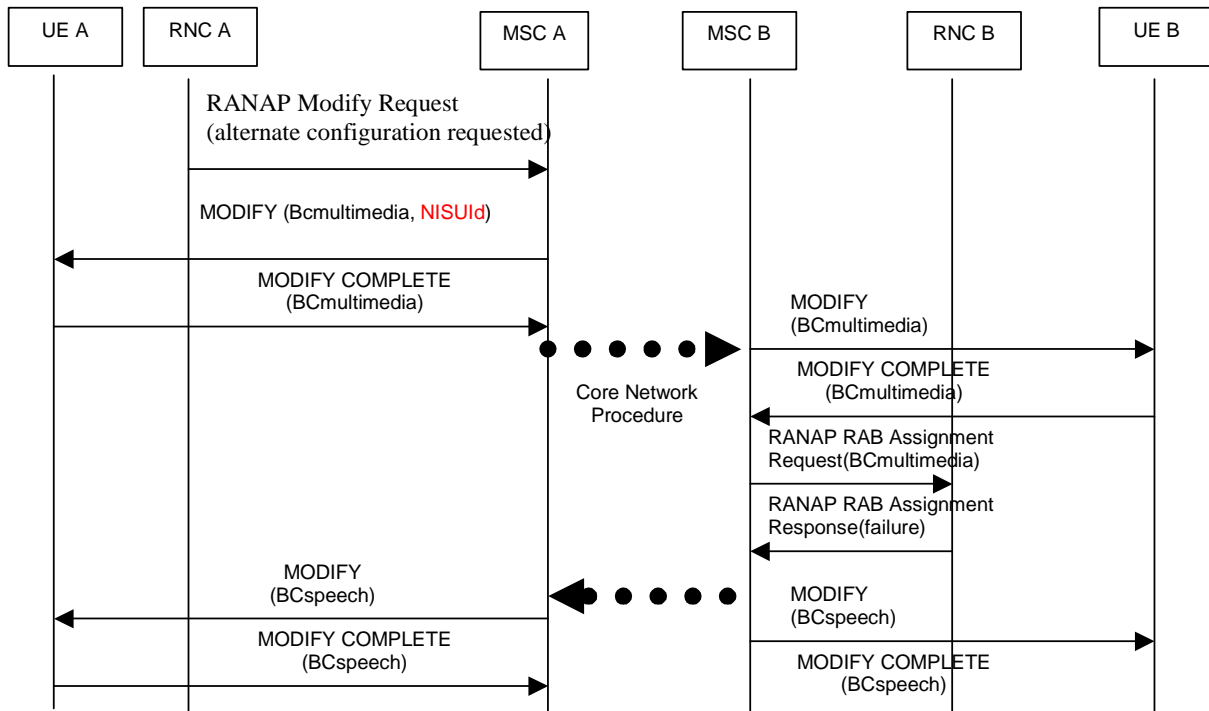 UE A
RNC A
MSC A
MSC B
RNC B
UE B
RANAP Modify Request
(alternate configuration requested)
MODIFY (Bcmultimedia, NISUId)
MODIFY COMPLETE
(BCmultimedia)
MODIFY
(BCmultimedia)
Core Network
Procedure
MODIFY COMPLETE
(BCmultimedia)
RANAP RAB Assignment
Request(BCmultimedia)
RANAP RAB Assignment
Response(failure)
MODIFY
(BCspeech)
MODIFY
(BCspeech)
MODIFY COMPLETE
(BCspeech)
MODIFY COMPLETE
(BCspeech)